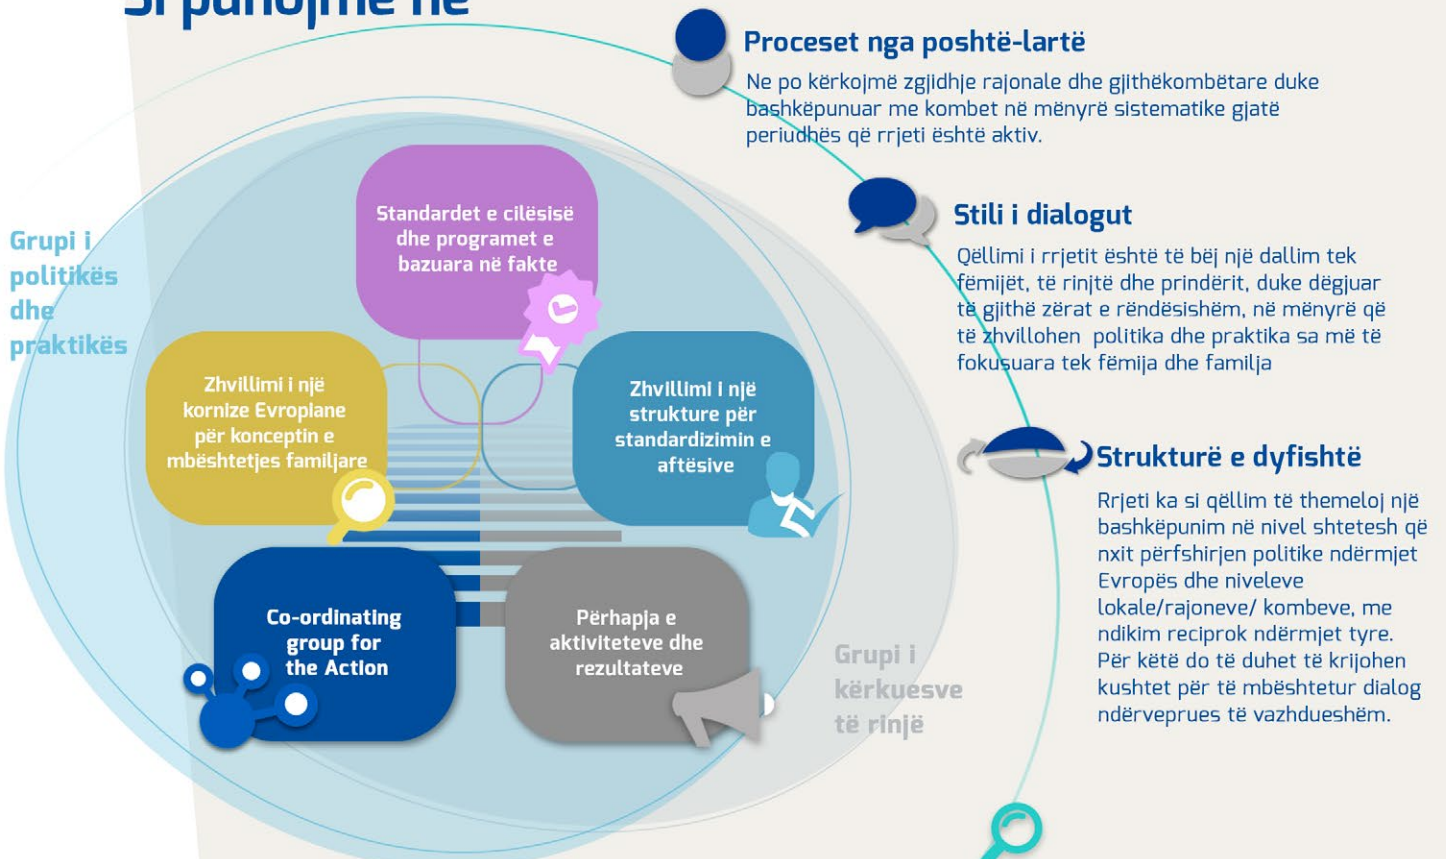 Si punojmë në
Proceset nga poshtë-lartë
Ne po kërkojmë zgjidhje rajonale dhe gjithëkombëtare duke
bashkëpunuar me kombet në mënyrë sistematike gjatë
periudhës që rrjeti është aktiv.
Stili i dialogut
Qëllimi i rrjetit është të bëj një dallim tek
fëmijët, të rinjtë dhe prindërit, duke dëgjuar
të gjithë zërat e rëndësishëm, në mënyrë që
të zhvillohen politika dhe praktika sa më të
fokusuara tek fëmija dhe familja
Strukturë e dyfishtë
Rrjeti ka si qëllim të themeloj një
bashkëpunim në nivel shtetesh që
nxit përfshirjen politike ndërmjet
Evropës dhe niveleve
lokale/rajoneve/ kombeve, me
ndikim reciprok ndërmjet tyre.
Për këtë do të duhet të krijohen
kushtet për të mbështetur dialog
ndërveprues të vazhdueshëm.
Grupi i
politikës
dhe
praktikës
Standardet e cilësisë
dhe programet e
bazuara në fakte
Zhvillimi i një
kornize Evropiane
për konceptin e
mbështetjes familjare
Zhvillimi i një
strukture për
standardizimin e
aftësive
Co-ordinating
group for
the Action
Përhapja e
aktiviteteve dhe
rezultateve
Grupi i
kërkuesve
të rinjë